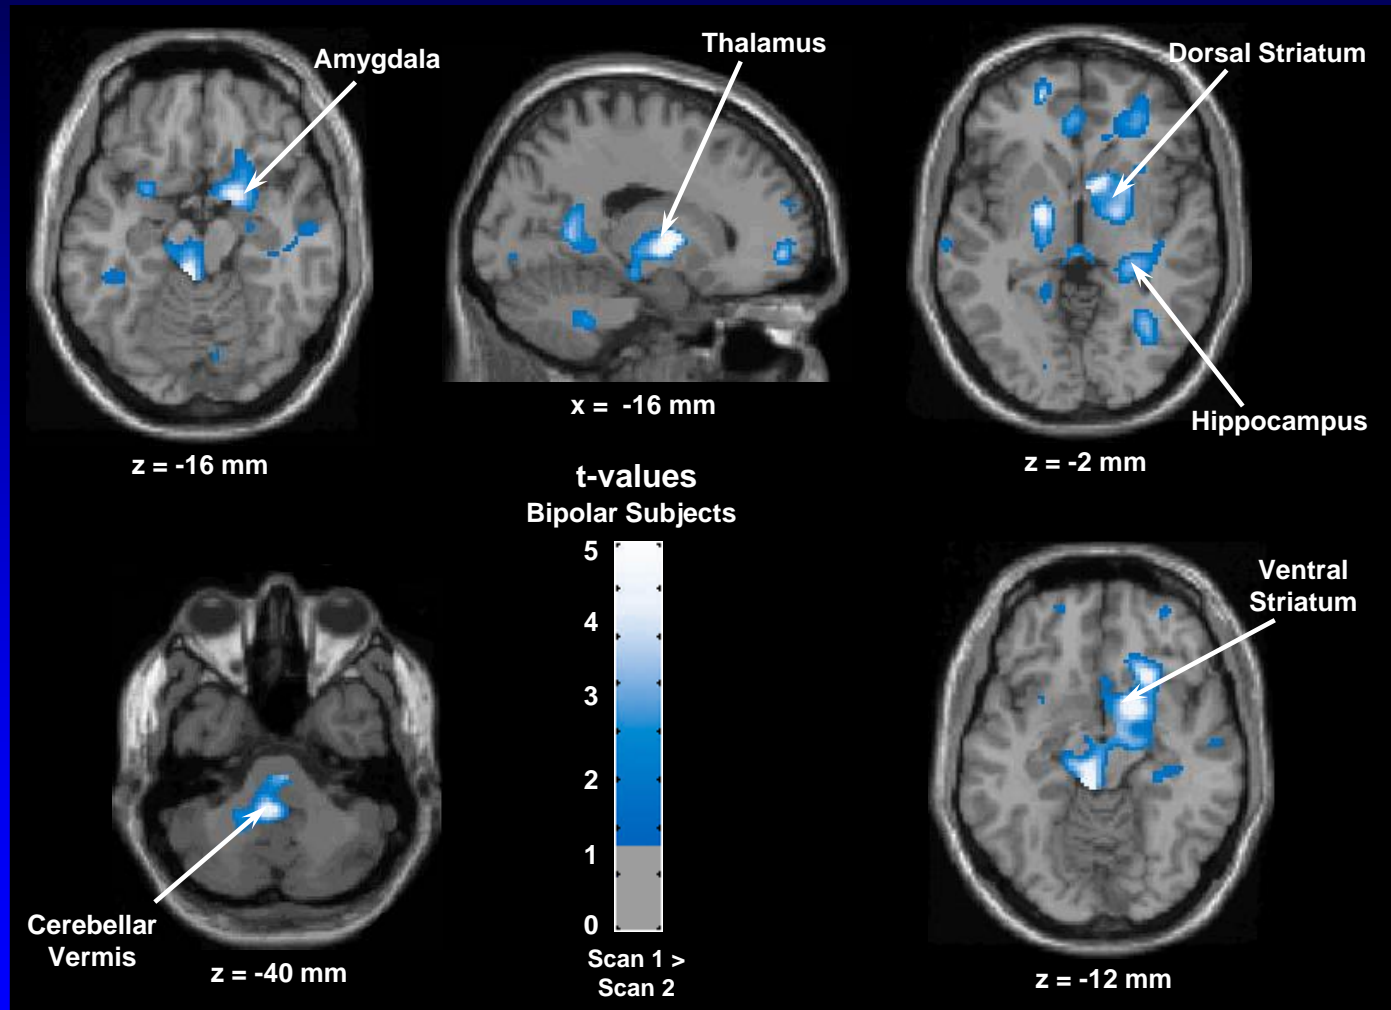 Amygdala
z = -16 mm
Thalamus
x = -16 mm
Dorsal Striatum
Hippocampus
z = -2 mm
t-values
Bipolar Subjects
5
4
3
2
1
0
Scan 1 >
Scan 2
Cerebellar
Vermis
z = -40 mm
Ventral
Striatum
z = -12 mm